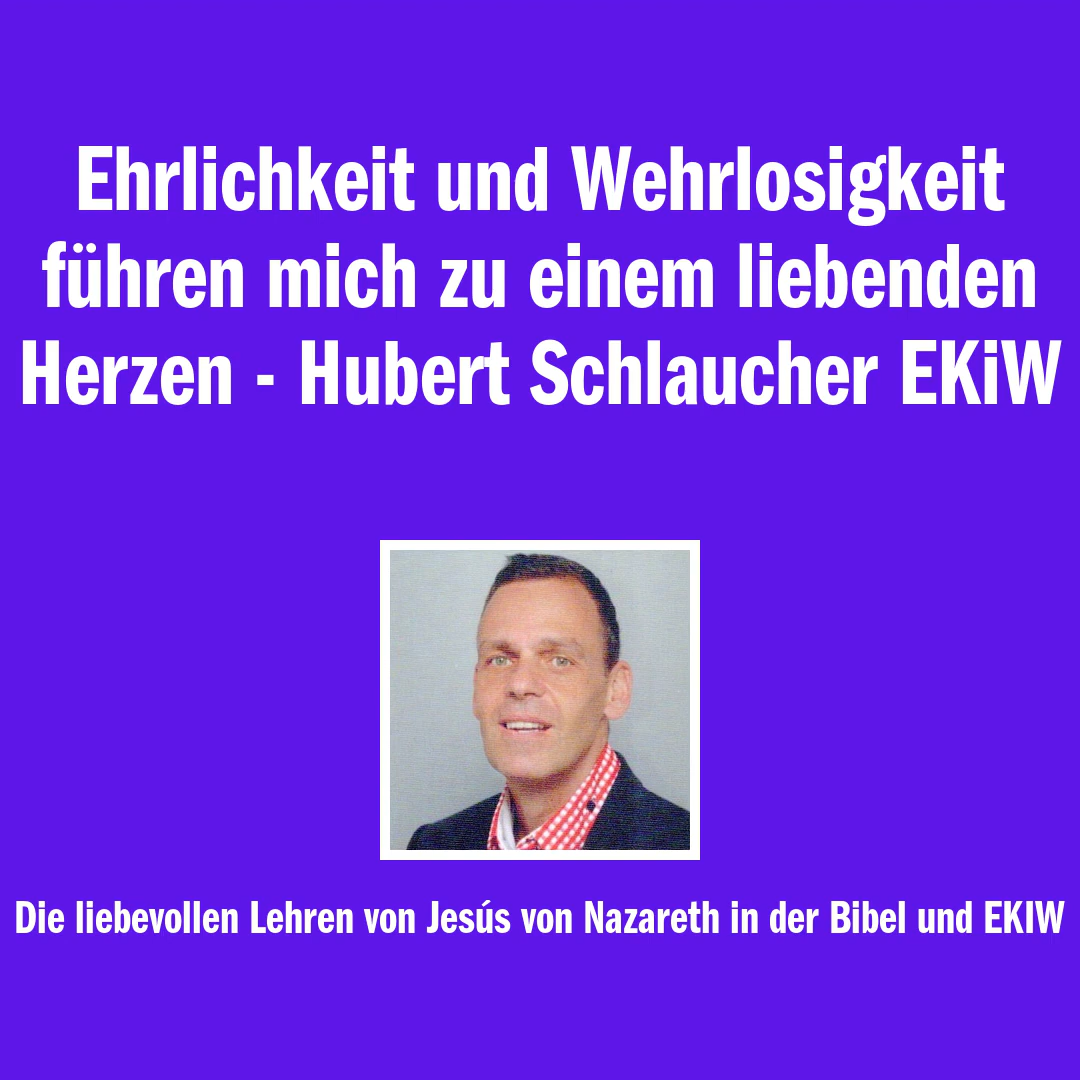 Ehrlichkeit und Wehrlosigkeit
führen mich zu einem liebenden
Herzen - Hubert Schlaucher EKiW
Die liebevollen Lehren von Jesús von Nazareth in der Bibel und EKIW